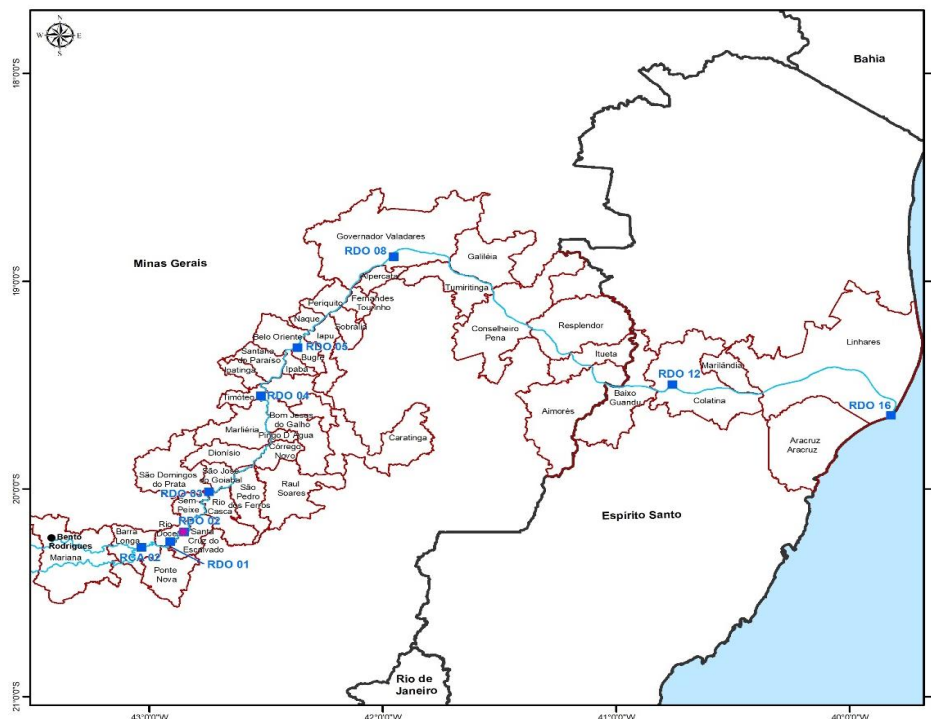 N
W E
S
Bahia
18°0'0"S
Governador Valadares
RDO 08
Galiléia
Minas Gerais
19°0'0"S
Alpercata
Tumiritinga
Periquito
Fernandes
Tourinho
Naque
Sobrália
Conselheiro
Pena
Resplendor
Belo Oriente
Iapu
RDO 05
Santana
do Paraíso
Bugre
Itueta
Linhares
Ipatinga
Ipaba
Marilândia
RDO 12
Timóteo
RDO 04
Baixo
Guandu
Colatina
RDO 16
Aimorés
Bom Jesus
do Galho
Marliéria
Pingo D'Água
Caratinga
Córrego
Novo
Aracruz
Aracruz
Dionísio
São Domingos
do Prata
São José
do Goiabal
Raul
Soares
20°0'0"S
RDO 03
São
Pedro
dos Ferros
Sem
Peixe
Rio
Casca
Espírito Santo
RDO 02
Bento
Rodrigues
Barra
Longa
Rio
Doce
Santa
Cruz do
Escalvado
Mariana
RCA 02
RDO 01
Ponte
Nova
Rio de
Janeiro
21°0'0"S
43°0'0"W
42°0'0"W
41°0'0"W
40°0'0"W